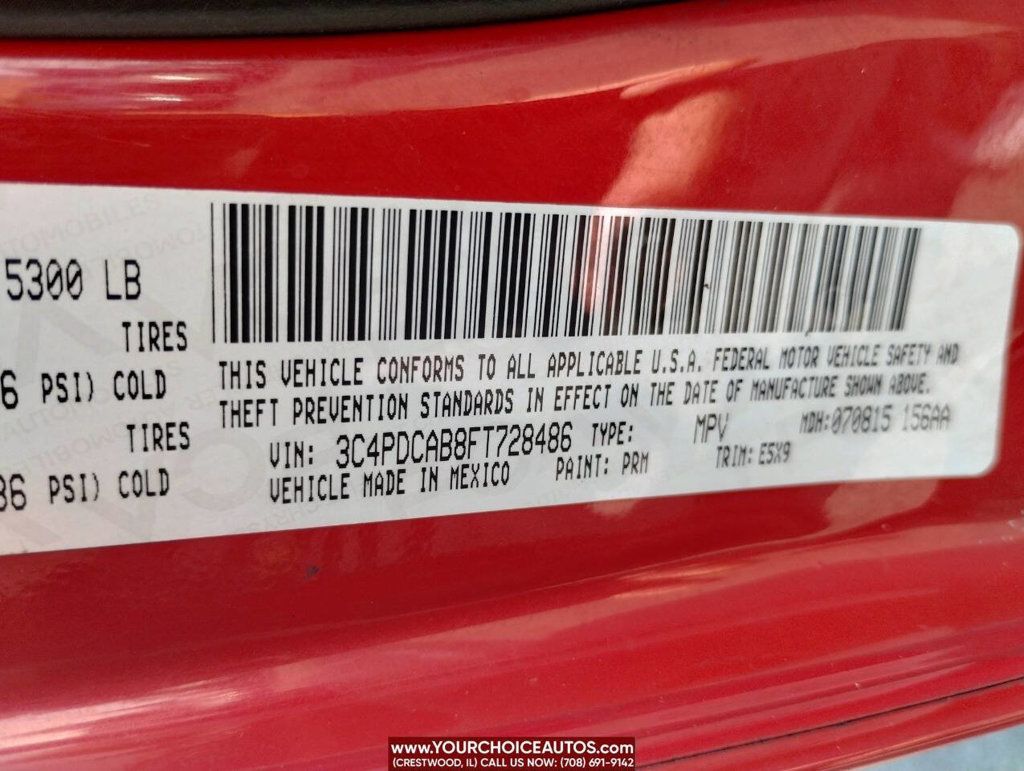 5300 LB
TIRES
6 PSI) COLD
TIRES
36 PSI) COLD
THIS VEHICLE CONFORMS TO ALL APPLICABLE U.S.A. FEDERAL MOTOR VEHICLE SAFETY AND
THEFT PREVENTION STANDARDS IN EFFECT ON THE DATE OF MANUFACTURE SHOWN ABOVE.
VIN: 3C4PDCAB8FT728486 TYPE: MPV MDH:070815 156AA
VEHICLE MADE IN MEXICO PAINT: PRM TRIM: E5X9
WWW.YOURCHOICEAUTOS.COM
(CRESTWOOD, IL) CALL US NOW: (708) 691-9142